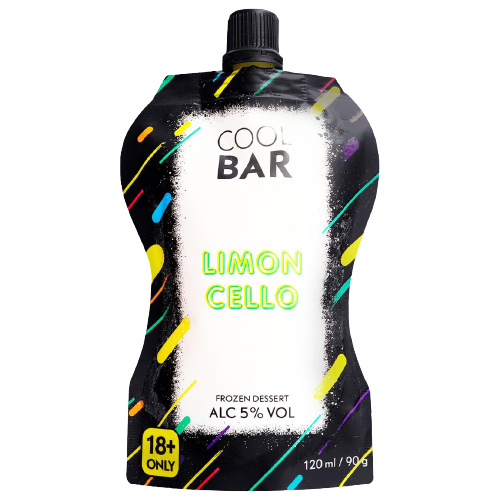 COOL
BAR
LIMON
CELLO
FROZEN DESSERT
ALC 5% VOL
18+
ONLY
120 ml / 90 g